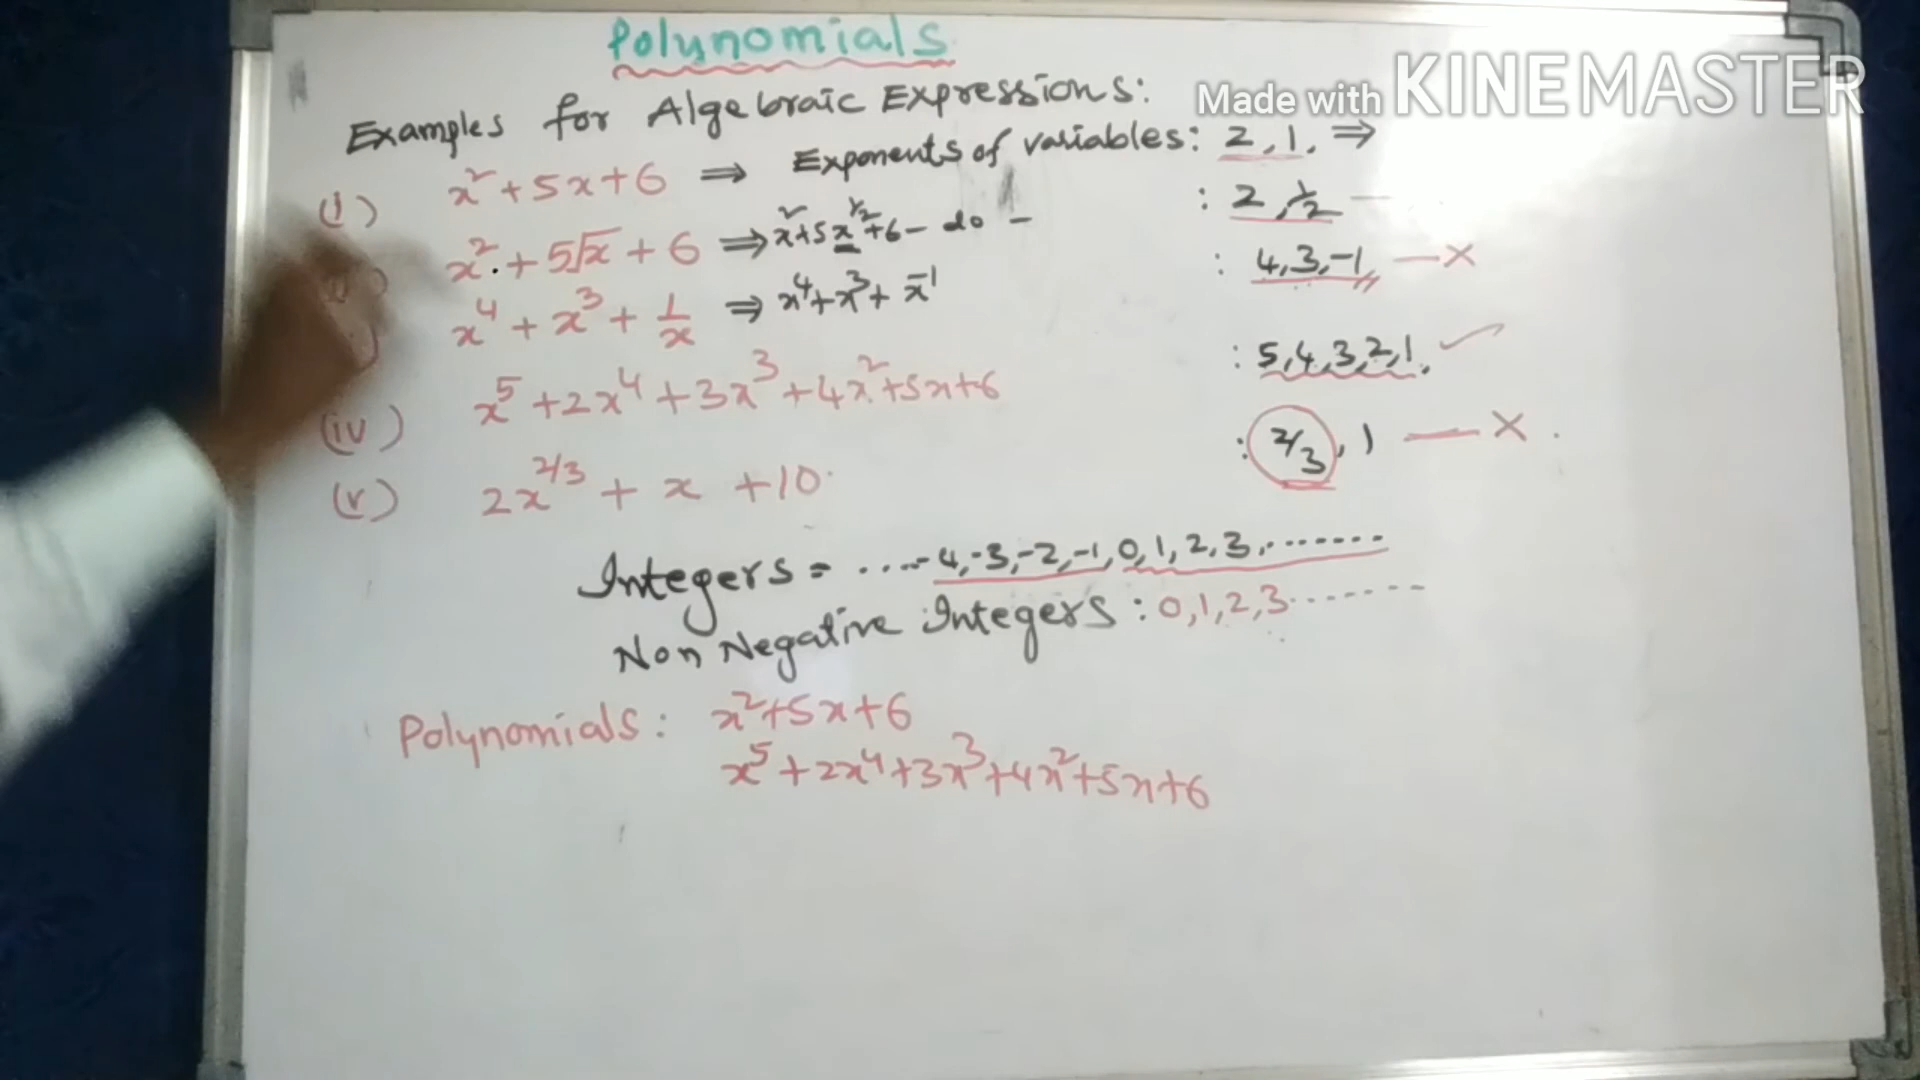 Polynomials
Made with KINEMASTER
Examples for Algebraic Expressions:
(i) x² + 5x + 6 ⇒ Exponents of variables: 2, 1, ⇒
x² + 5√x + 6 ⇒ x² + 5x^1/2 + 6 - do - : 2, 1/2 —
x⁴ + x³ + 1/x ⇒ x⁴ + x³ + x⁻¹ : 4, 3, -1, — ×
(iv) x⁵ + 2x⁴ + 3x³ + 4x² + 5x + 6 : 5, 4, 3, 2, 1. ✓
(v) 2x^2/3 + x + 10. : 2/3, 1 — × .
Integers = ....-4,-3,-2,-1,0,1,2,3,.......
Non Negative Integers : 0,1,2,3.......
Polynomials: x² + 5x + 6
x⁵ + 2x⁴ + 3x³ + 4x² + 5x + 6